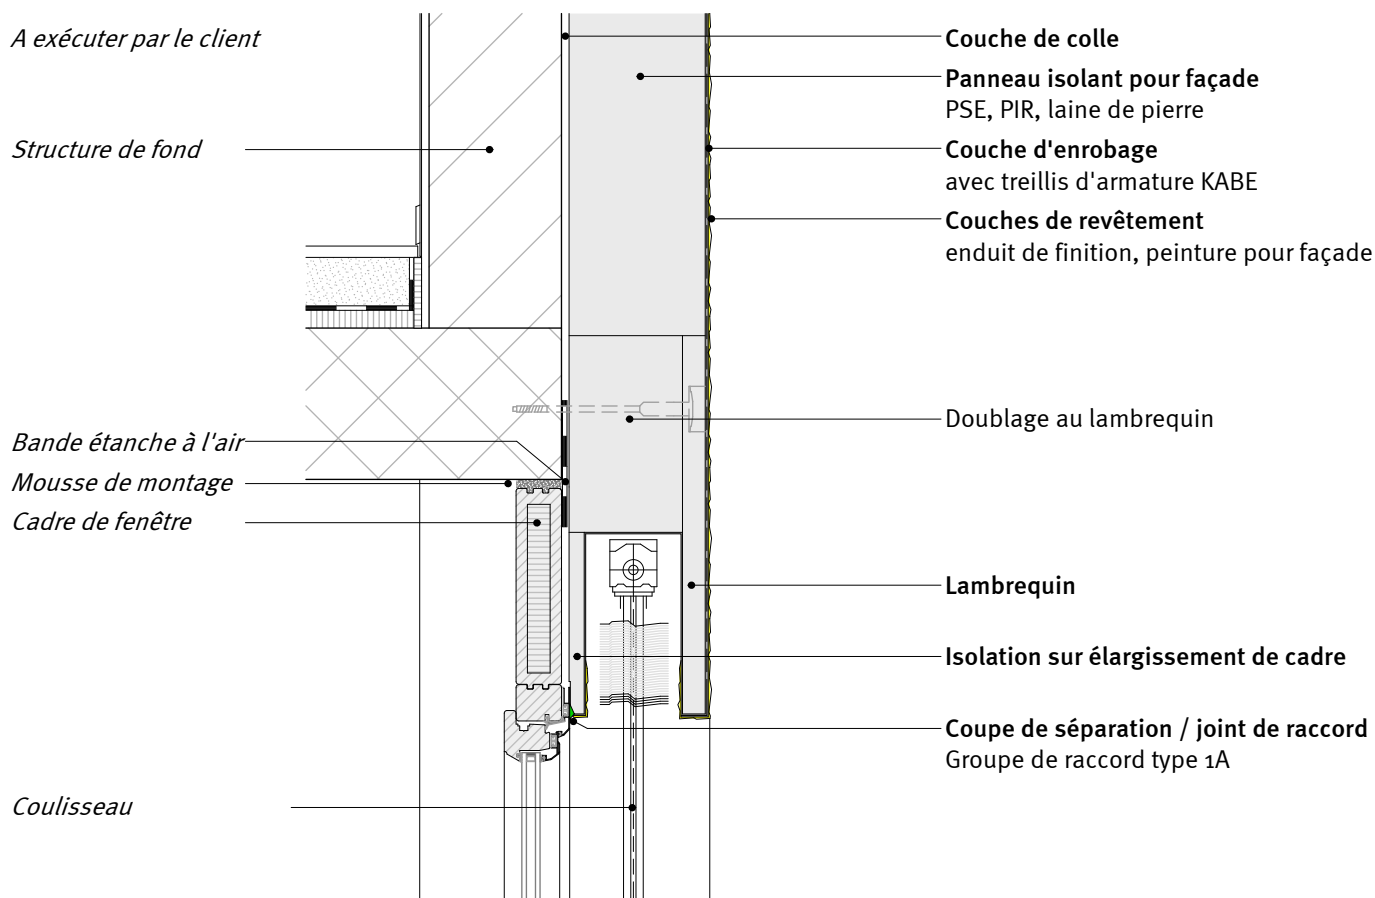 A exécuter par le client
Structure de fond
Bande étanche à l'air
Mousse de montage
Cadre de fenêtre
Coulisseau
Couche de colle
Panneau isolant pour façade
PSE, PIR, laine de pierre
Couche d'enrobage
avec treillis d'armature KABE
Couches de revêtement
enduit de finition, peinture pour façade
Doublage au lambrequin
Lambrequin
Isolation sur élargissement de cadre
Coupe de séparation / joint de raccord
Groupe de raccord type 1A